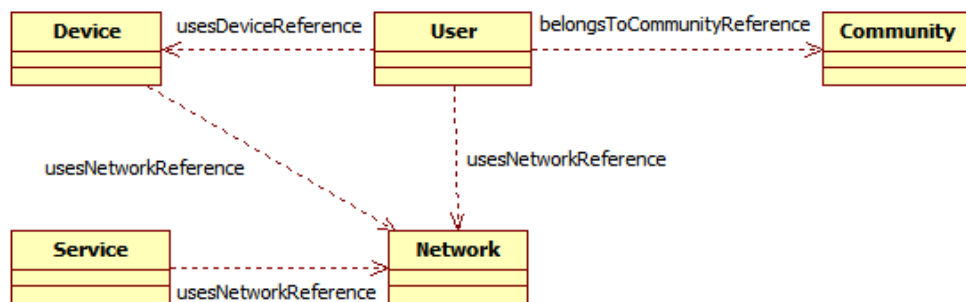 Device
usesDeviceReference
User
belongsToCommunityReference
Community
usesNetworkReference
usesNetworkReference
Service
usesNetworkReference
Network